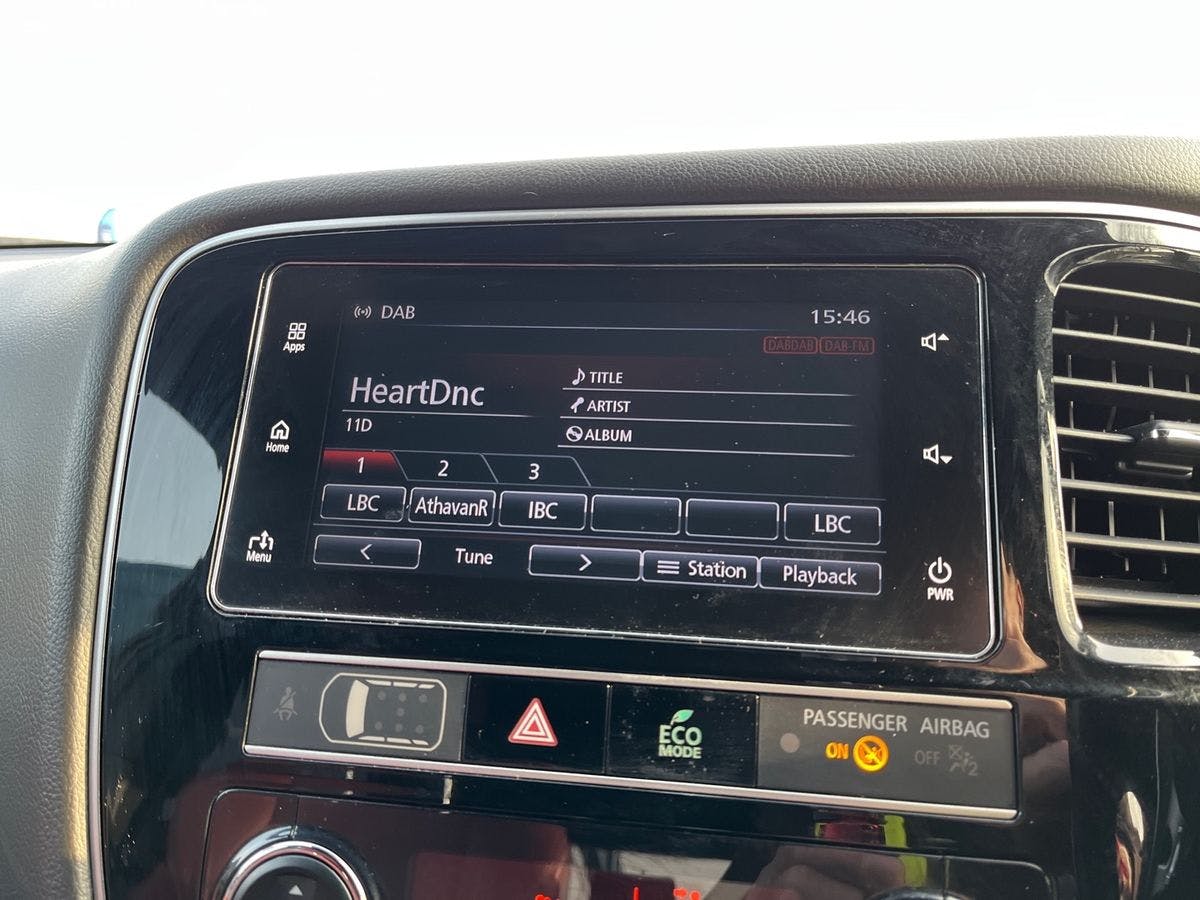 DAB 15:46
DABDAB DAB-FM
Apps
HeartDnc
11D
TITLE
ARTIST
ALBUM
Home
1 2 3
LBC AthavanR IBC LBC
Menu
< Tune > Station Playback
PWR
ECO
MODE
PASSENGER AIRBAG
ON OFF 2